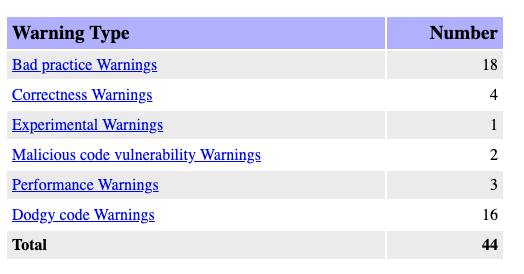 Warning Type Number
Bad practice Warnings 18
Correctness Warnings 4
Experimental Warnings 1
Malicious code vulnerability Warnings 2
Performance Warnings 3
Dodgy code Warnings 16
Total 44